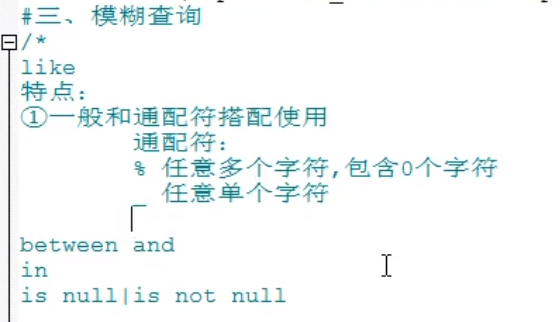 #三、模糊查询
/*
like
特点：
①一般和通配符搭配使用
通配符：
% 任意多个字符,包含0个字符
_ 任意单个字符
between and
in
is null|is not null